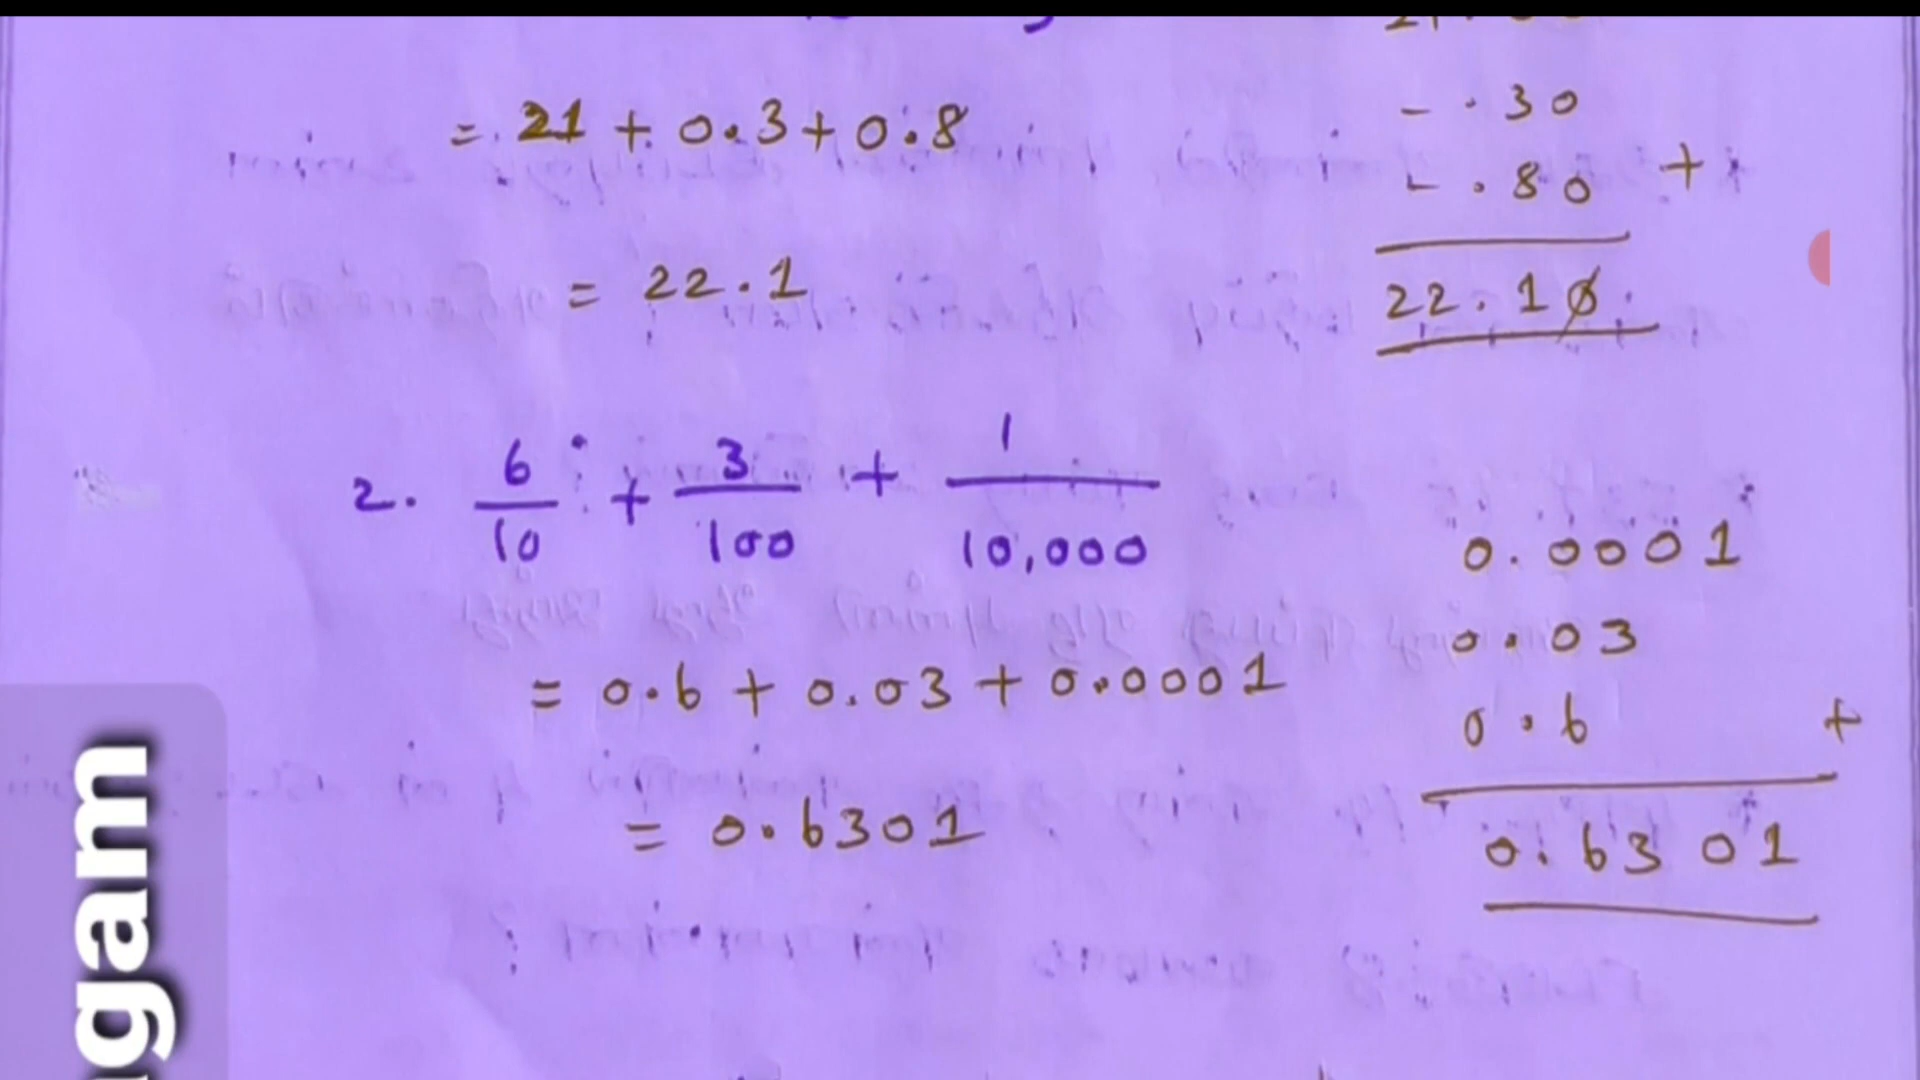 = 21 + 0.3 + 0.8
- .30
- .80 +
= 22.1
22.10
2. 6/10 + 3/100 + 1/10,000
= 0.6 + 0.03 + 0.0001
= 0.6301
0.0001
0.03
0.6 +
0.6301
gam